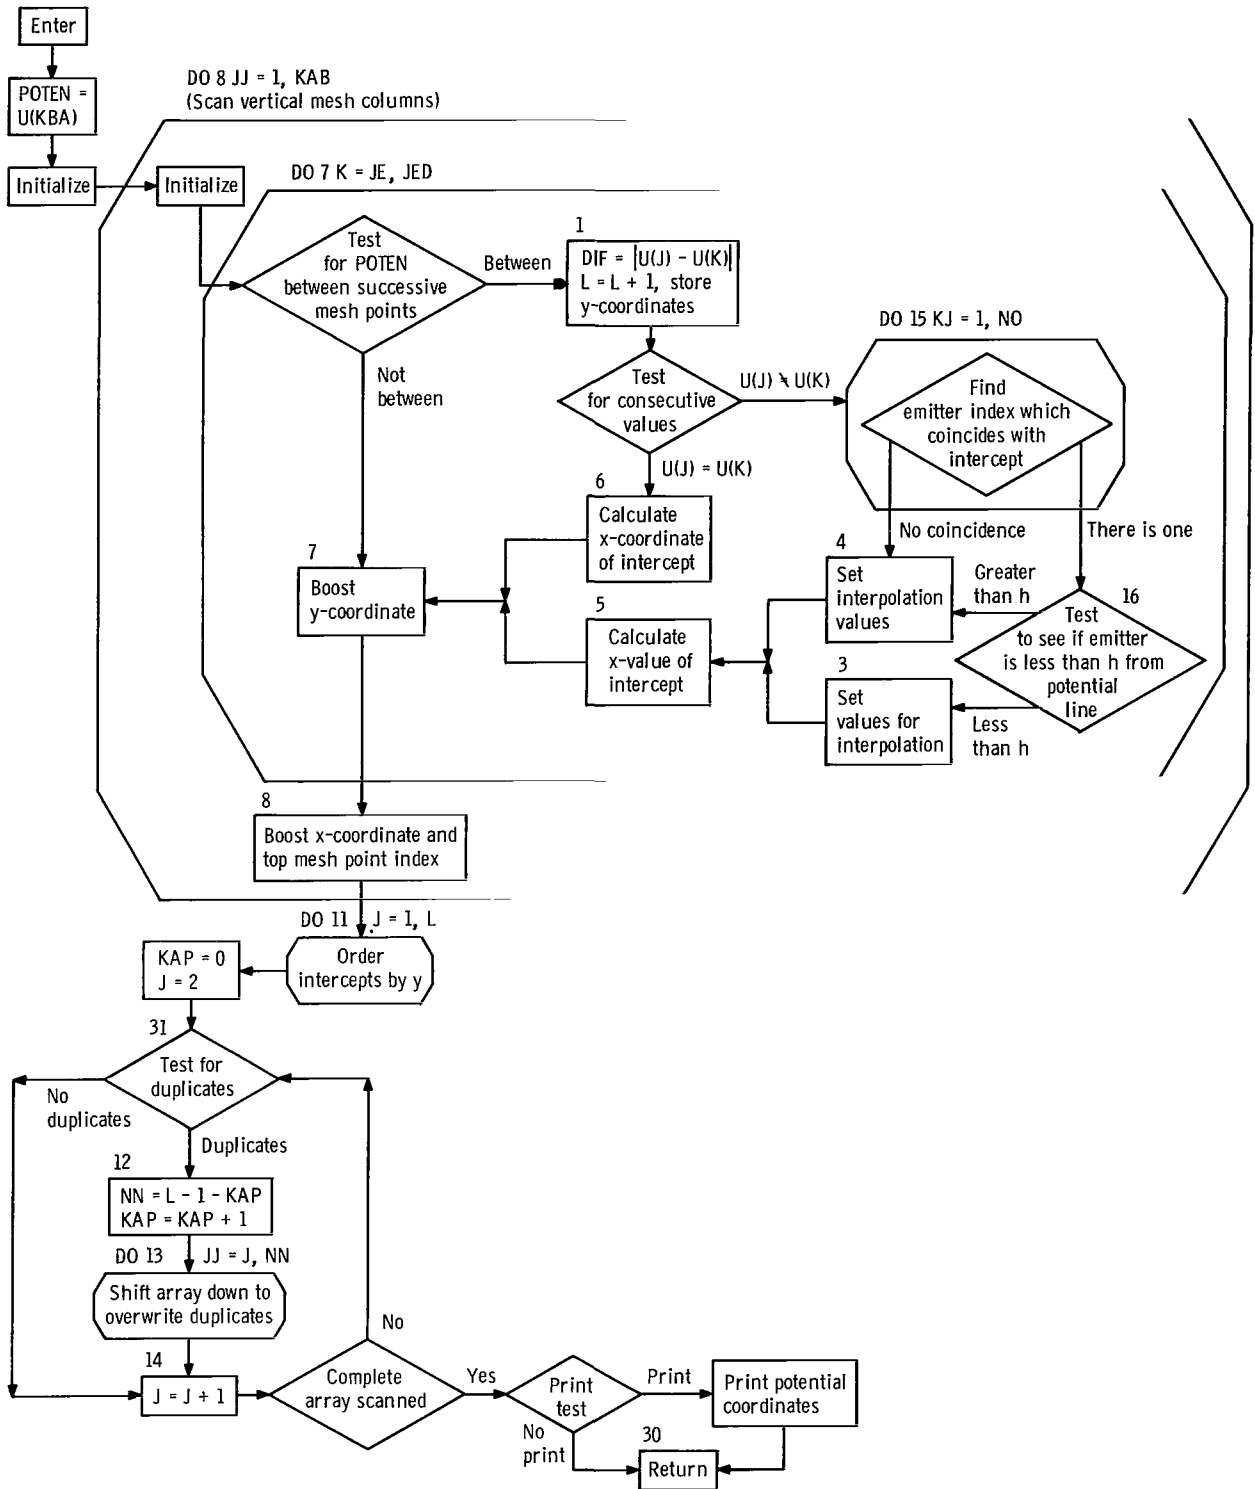 Enter
POTEN =
U(KBA)
Initialize
DO 8 JJ = 1, KAB
(Scan vertical mesh columns)
Initialize
DO 7 K = JE, JED
Test
for POTEN
between successive
mesh points
Between
Not
between
1
DIF = |U(J) - U(K)|
L = L + 1, store
y-coordinates
Test
for consecutive
values
U(J) ≠ U(K)
U(J) = U(K)
DO 15 KJ = 1, NO
Find
emitter index which
coincides with
intercept
No coincidence
There is one
6
Calculate
x-coordinate
of intercept
7
Boost
y-coordinate
5
Calculate
x-value of
intercept
4
Set
interpolation
values
Greater
than h
16
Test
to see if emitter
is less than h from
potential
line
3
Set
values for
interpolation
Less
than h
8
Boost x-coordinate and
top mesh point index
DO 11 J = 1, L
Order
intercepts by y
KAP = 0
J = 2
31
Test for
duplicates
No
duplicates
Duplicates
12
NN = L - 1 - KAP
KAP = KAP + 1
DO 13 JJ = J, NN
Shift array down to
overwrite duplicates
14
J = J + 1
No
Complete
array scanned
Yes
Print
test
Print
Print potential
coordinates
No
print
30
Return